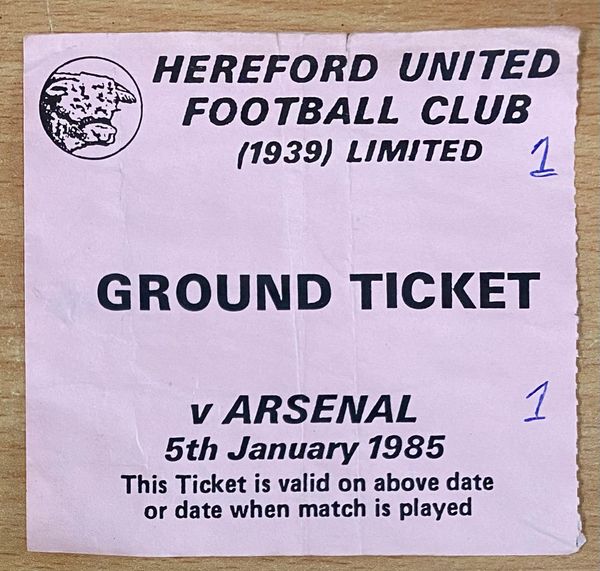 HEREFORD UNITED
FOOTBALL CLUB
(1939) LIMITED
1
GROUND TICKET
1
v ARSENAL
5th January 1985
This Ticket is valid on above date
or date when match is played